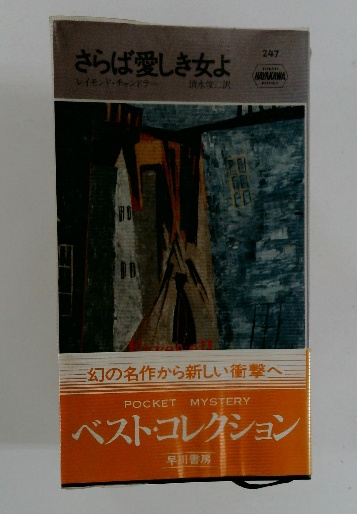 さらば愛しき女よ
レイモンド・チャンドラー 清水俊二訳
247
HAYAKAWA
幻の名作から新しい衝撃へ
POCKET MYSTERY
ベスト・コレクション
早川書房